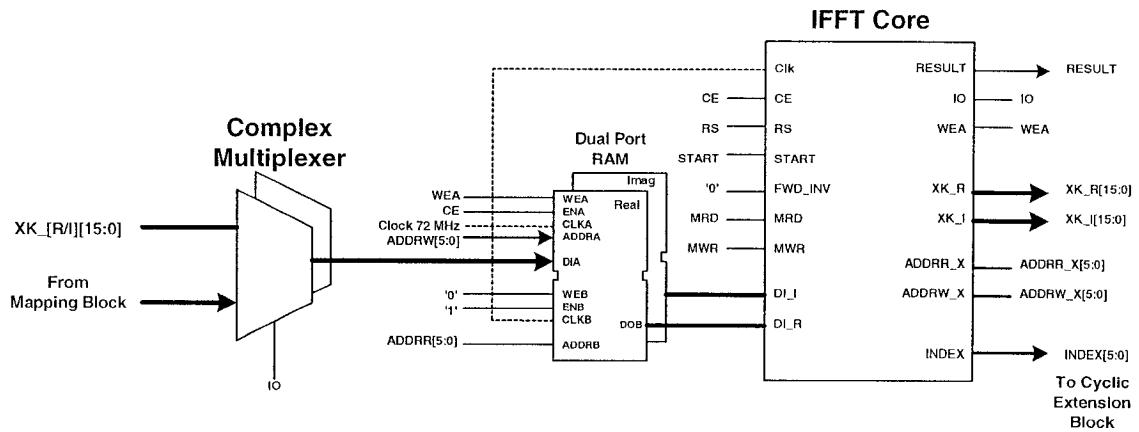 IFFT Core
Clk
CE
RS
START
FWD_INV
MRD
MWR
DI_I
DI_R
RESULT
IO
WEA
XK_R
XK_I
ADDRR_X
ADDRW_X
INDEX
CE
RS
START
'0'
MRD
MWR
RESULT
IO
WEA
XK_R[15:0]
XK_I[15:0]
ADDRR_X[5:0]
ADDRW_X[5:0]
INDEX[5:0]
To Cyclic
Extension
Block
Complex
Multiplexer
XK_[R/I][15:0]
From
Mapping Block
IO
Dual Port
RAM
Imag
Real
WEA
CE
Clock 72 MHz
ADDRW[5:0]
'0'
'1'
ADDRR[5:0]
WEA
ENA
CLKA
ADDRA
DIA
WEB
ENB
CLKB
ADDRB
DOB